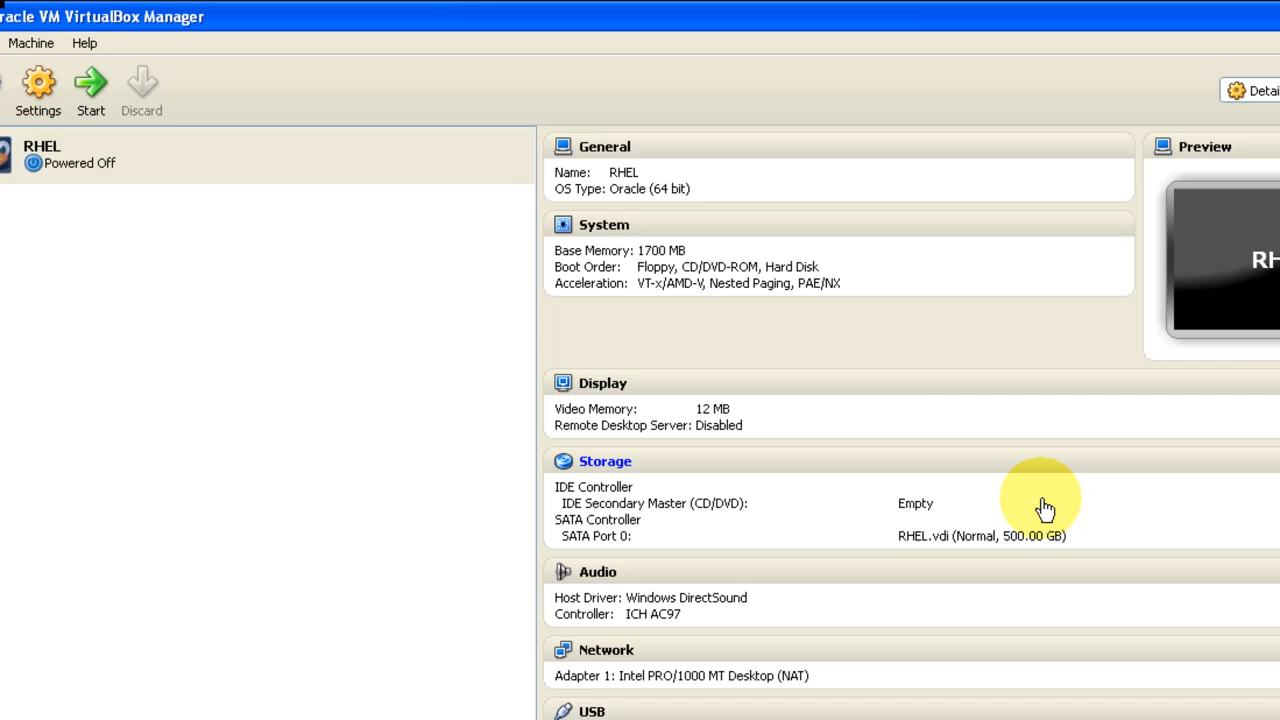 racle VM VirtualBox Manager
Machine Help
Settings Start Discard
Detai
RHEL
Powered Off
General
Name: RHEL
OS Type: Oracle (64 bit)
System
Base Memory: 1700 MB
Boot Order: Floppy, CD/DVD-ROM, Hard Disk
Acceleration: VT-x/AMD-V, Nested Paging, PAE/NX
Preview
RH
Display
Video Memory: 12 MB
Remote Desktop Server: Disabled
Storage
IDE Controller
IDE Secondary Master (CD/DVD): Empty
SATA Controller
SATA Port 0: RHEL.vdi (Normal, 500.00 GB)
Audio
Host Driver: Windows DirectSound
Controller: ICH AC97
Network
Adapter 1: Intel PRO/1000 MT Desktop (NAT)
USB